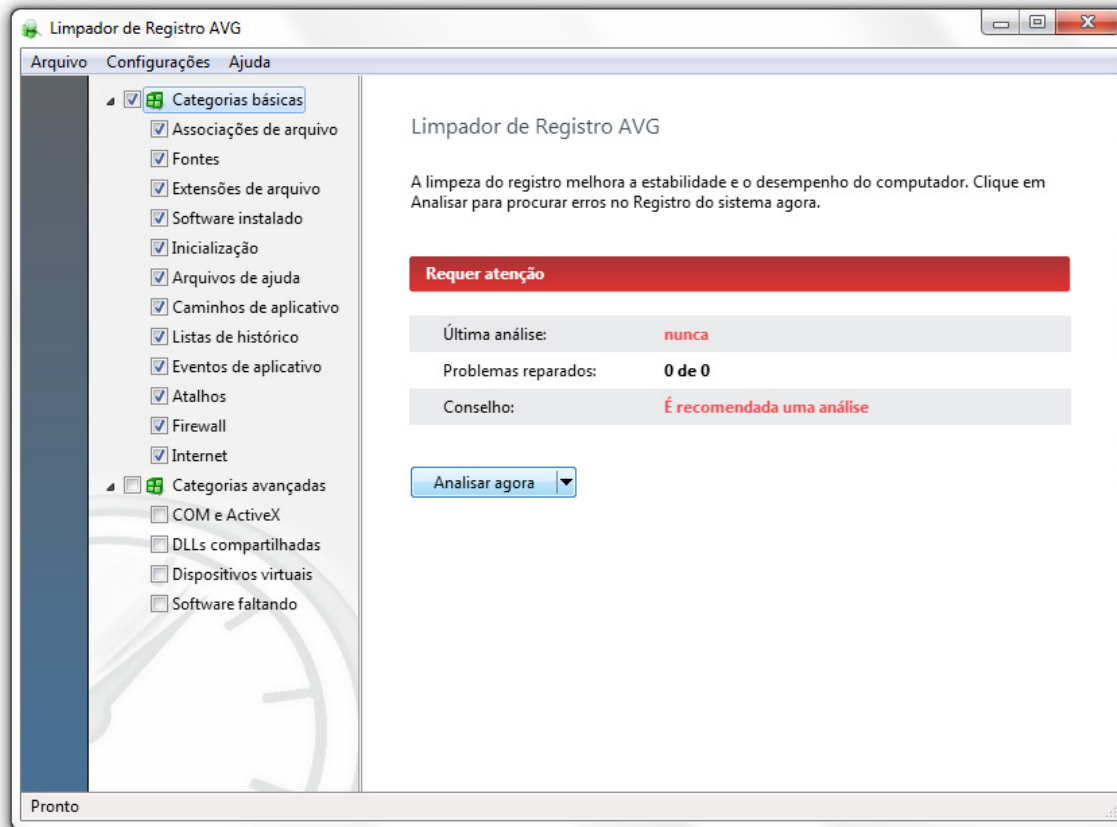 Limpador de Registro AVG
Arquivo Configurações Ajuda
Categorias básicas
Associações de arquivo
Fontes
Extensões de arquivo
Software instalado
Inicialização
Arquivos de ajuda
Caminhos de aplicativo
Listas de histórico
Eventos de aplicativo
Atalhos
Firewall
Internet
Categorias avançadas
COM e ActiveX
DLLs compartilhadas
Dispositivos virtuais
Software faltando
Limpador de Registro AVG
A limpeza do registro melhora a estabilidade e o desempenho do computador. Clique em
Analisar para procurar erros no Registro do sistema agora.
Requer atenção
Última análise: nunca
Problemas reparados: 0 de 0
Conselho: É recomendada uma análise
Analisar agora
Pronto